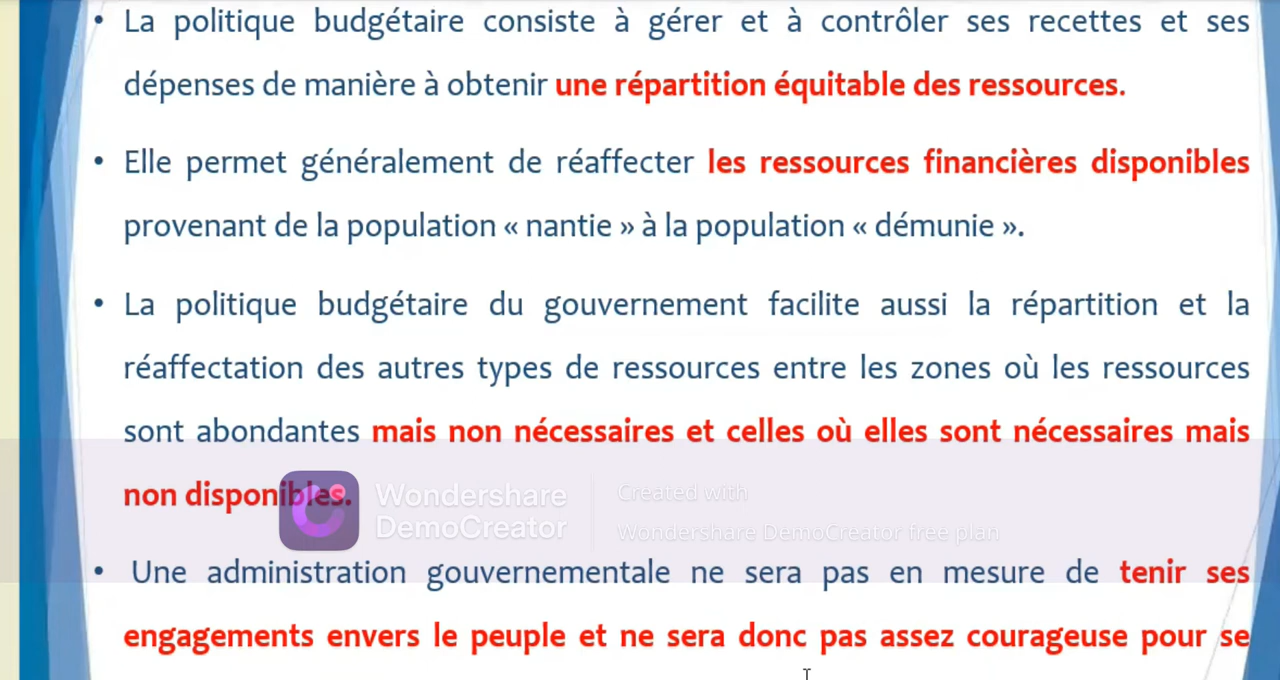 • La politique budgétaire consiste à gérer et à contrôler ses recettes et ses
dépenses de manière à obtenir une répartition équitable des ressources.
• Elle permet généralement de réaffecter les ressources financières disponibles
provenant de la population « nantie » à la population « démunie ».
• La politique budgétaire du gouvernement facilite aussi la répartition et la
réaffectation des autres types de ressources entre les zones où les ressources
sont abondantes mais non nécessaires et celles où elles sont nécessaires mais
non disponibles.
Wondershare
DemoCreator
Created with
Wondershare DemoCreator free plan
• Une administration gouvernementale ne sera pas en mesure de tenir ses
engagements envers le peuple et ne sera donc pas assez courageuse pour se